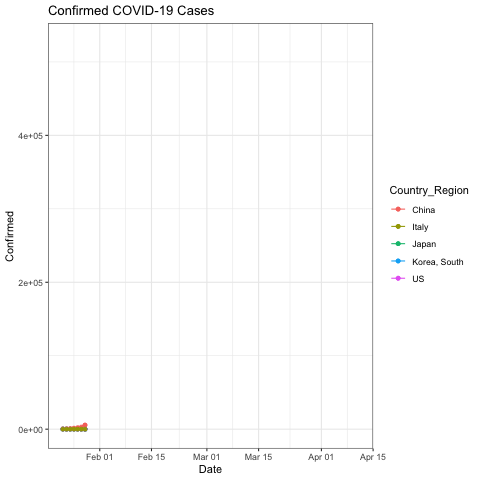 Confirmed COVID-19 Cases
Confirmed
4e+05
2e+05
0e+00
Feb 01 Feb 15 Mar 01 Mar 15 Apr 01 Apr 15
Date
Country_Region
China
Italy
Japan
Korea, South
US